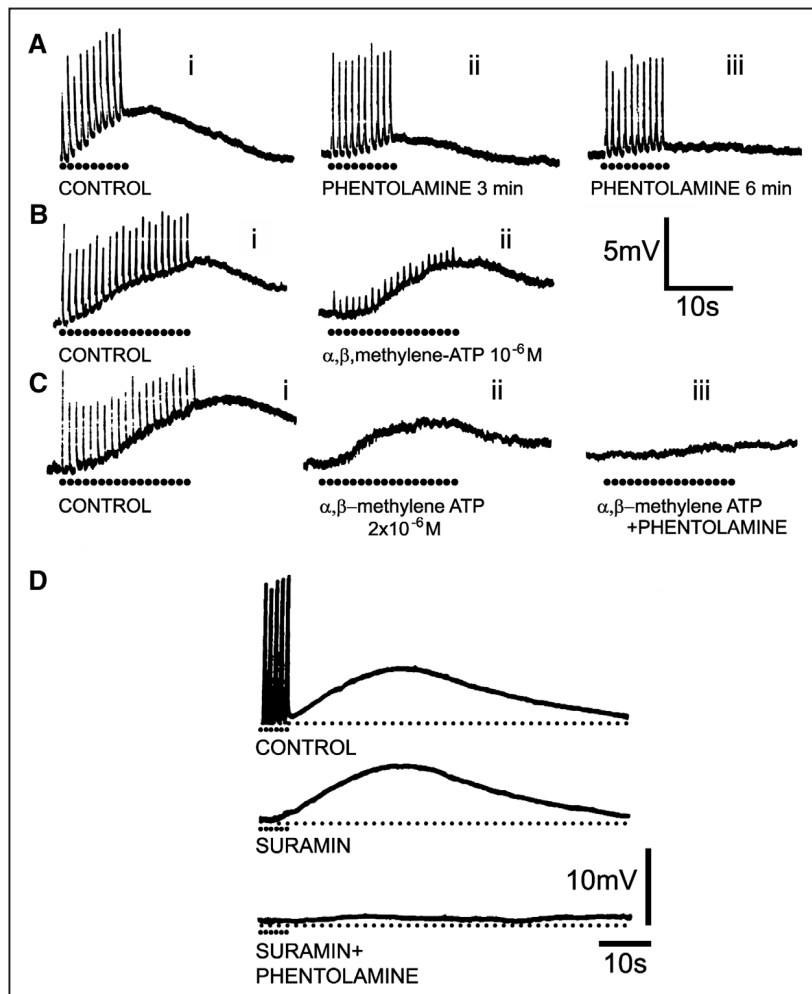 A
i
ii
iii
CONTROL
PHENTOLAMINE 3 min
PHENTOLAMINE 6 min
B
i
ii
5mV
10s
CONTROL
α,β,methylene-ATP 10⁻⁶M
C
i
ii
iii
CONTROL
α,β–methylene ATP
2x10⁻⁶M
α,β–methylene ATP
+PHENTOLAMINE
D
CONTROL
SURAMIN
10mV
10s
SURAMIN+
PHENTOLAMINE